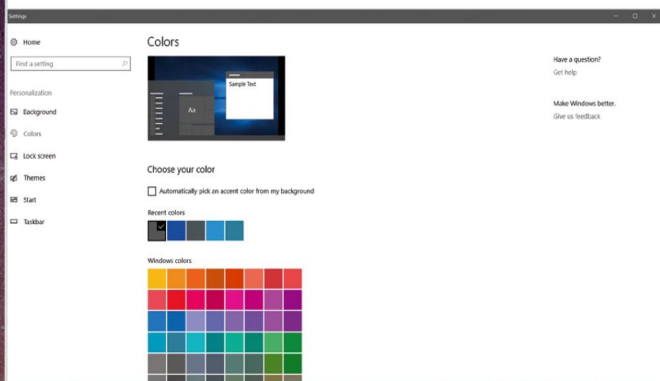 Settings
Home
Find a setting
Personalization
Background
Colors
Lock screen
Themes
Start
Taskbar
Colors
Sample Text
Aa
Choose your color
Automatically pick an accent color from my background
Recent colors
Windows colors
Have a question?
Get help
Make Windows better.
Give us feedback